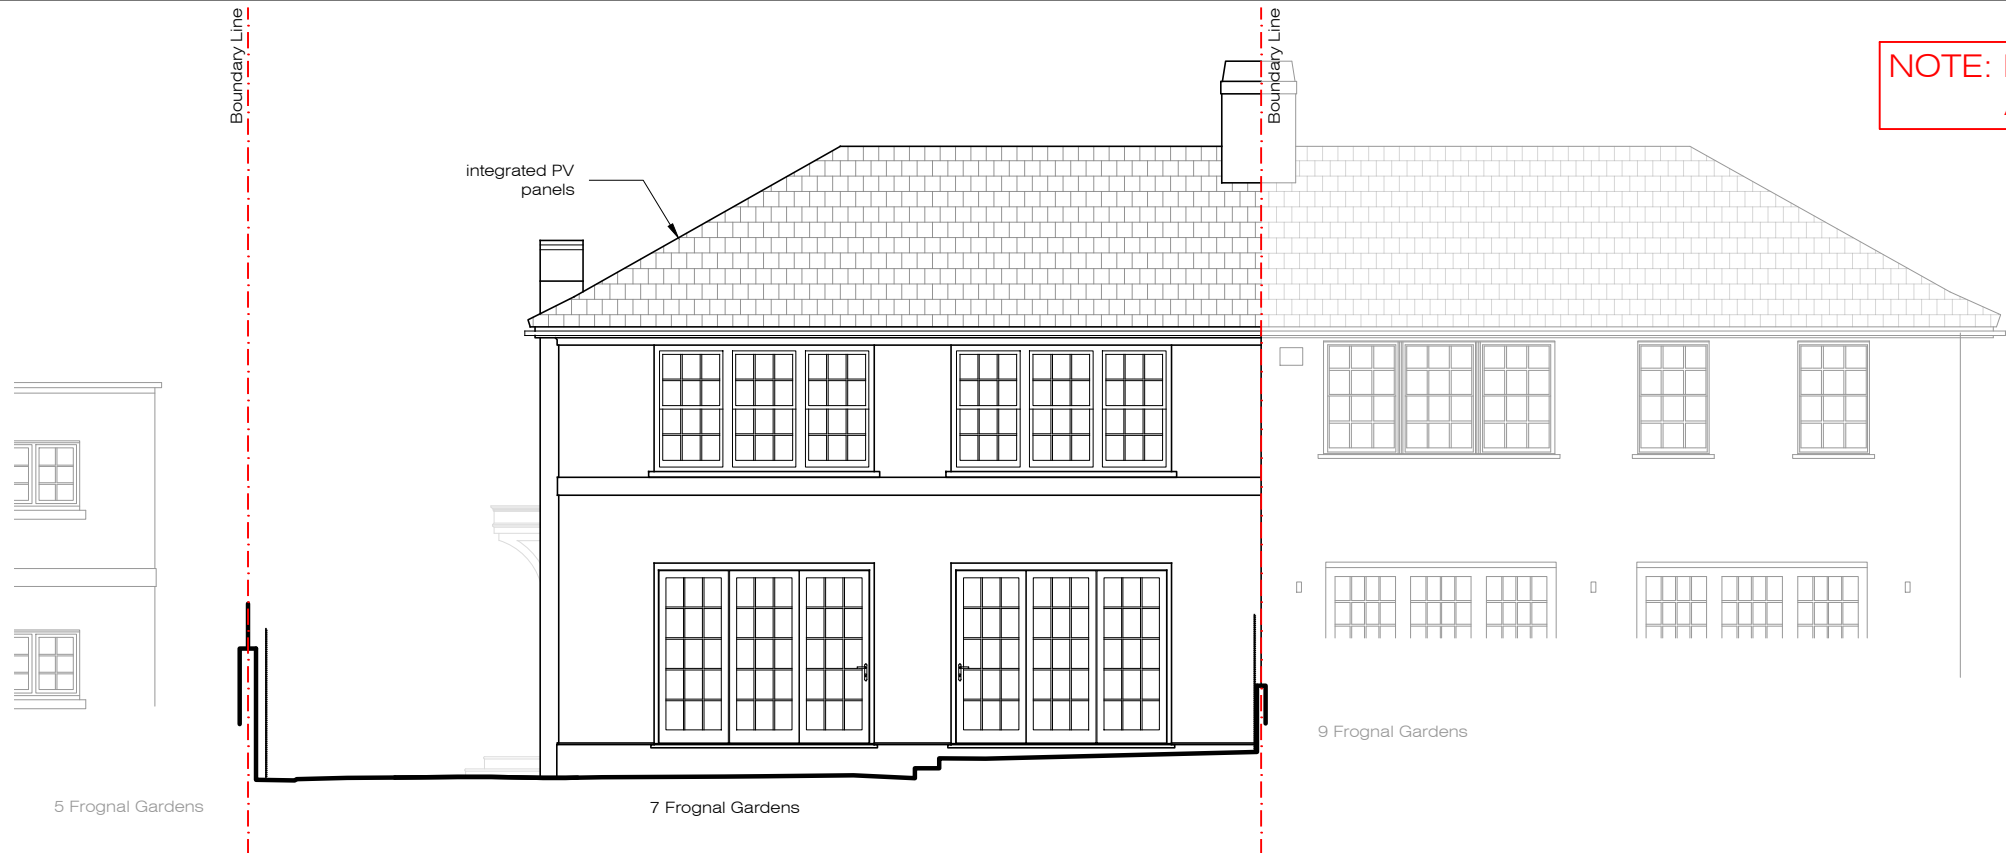 Boundary Line
Boundary Line
NOTE:
integrated PV
panels
9 Frognal Gardens
5 Frognal Gardens
7 Frognal Gardens